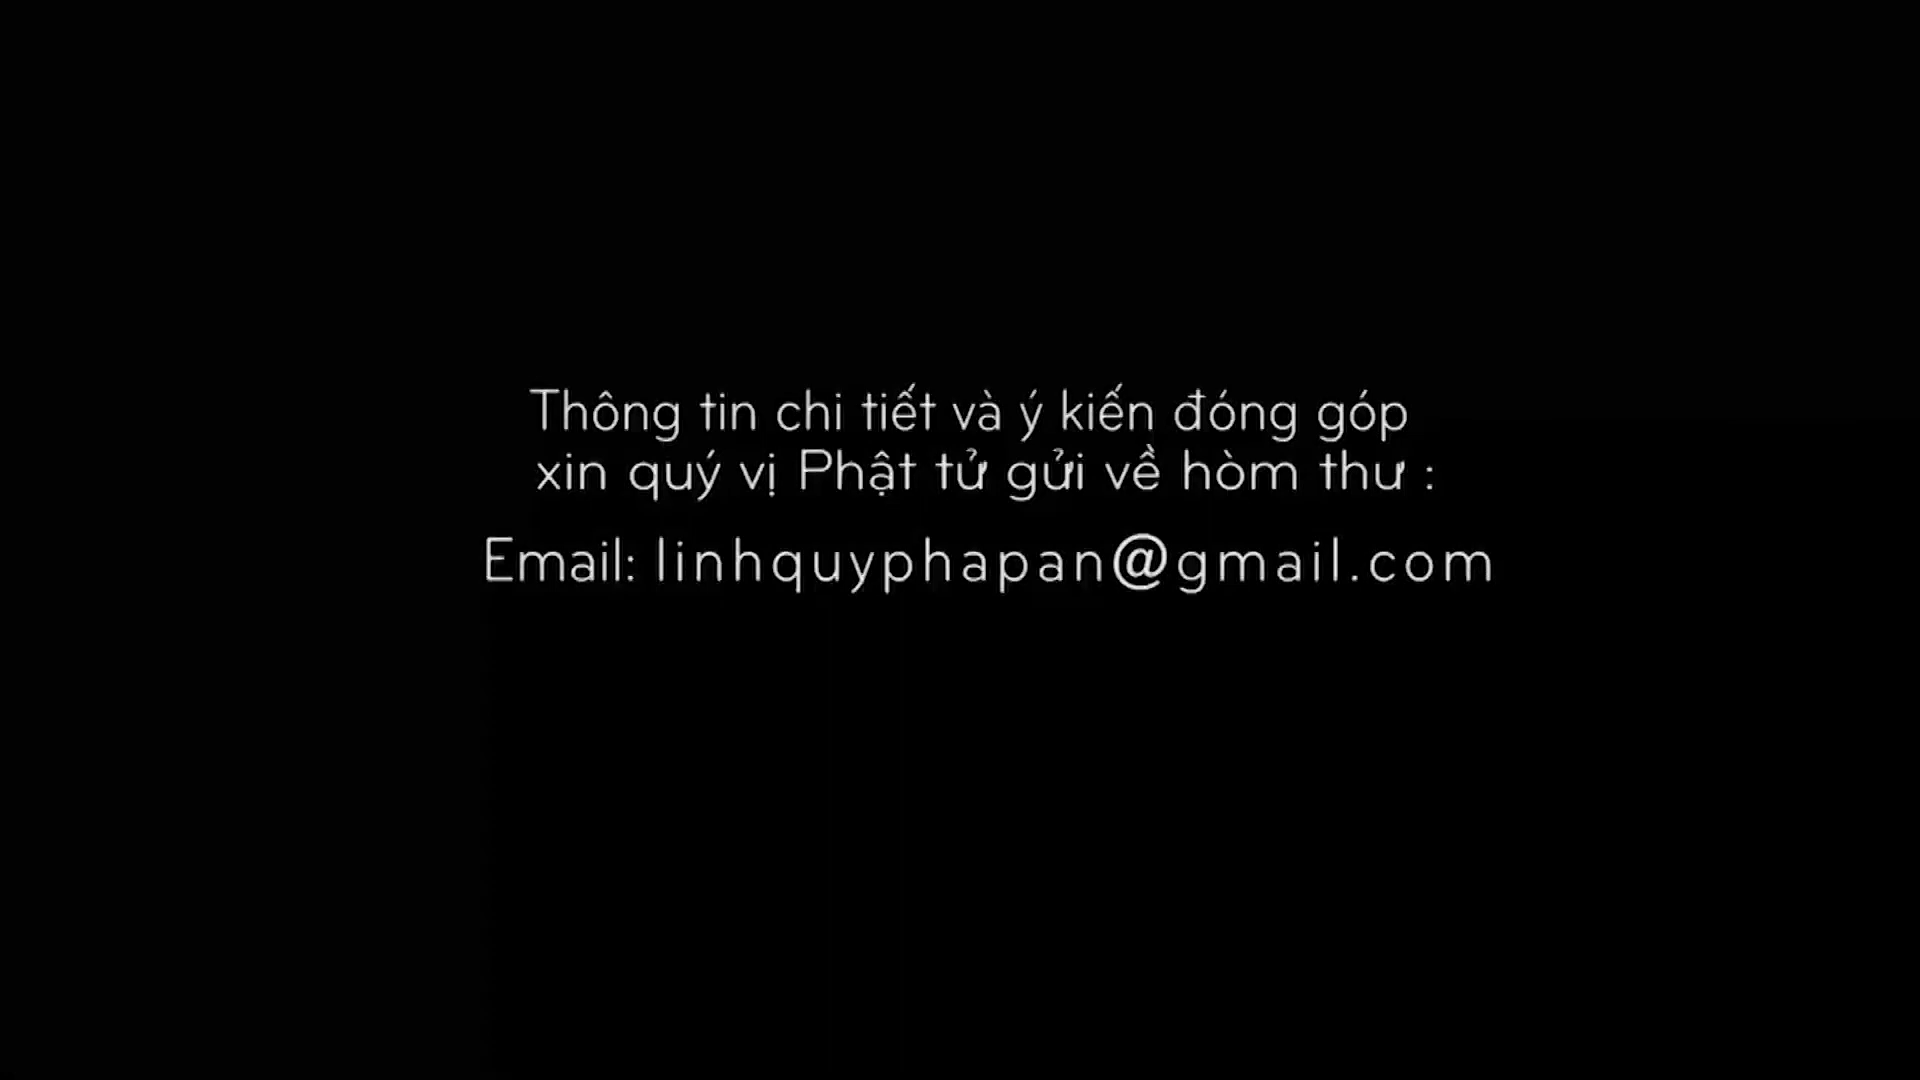 Thông tin chi tiết và ý kiến đóng góp
xin quý vị Phật tử gửi về hòm thư :
Email: linhquyphapan@gmail.com